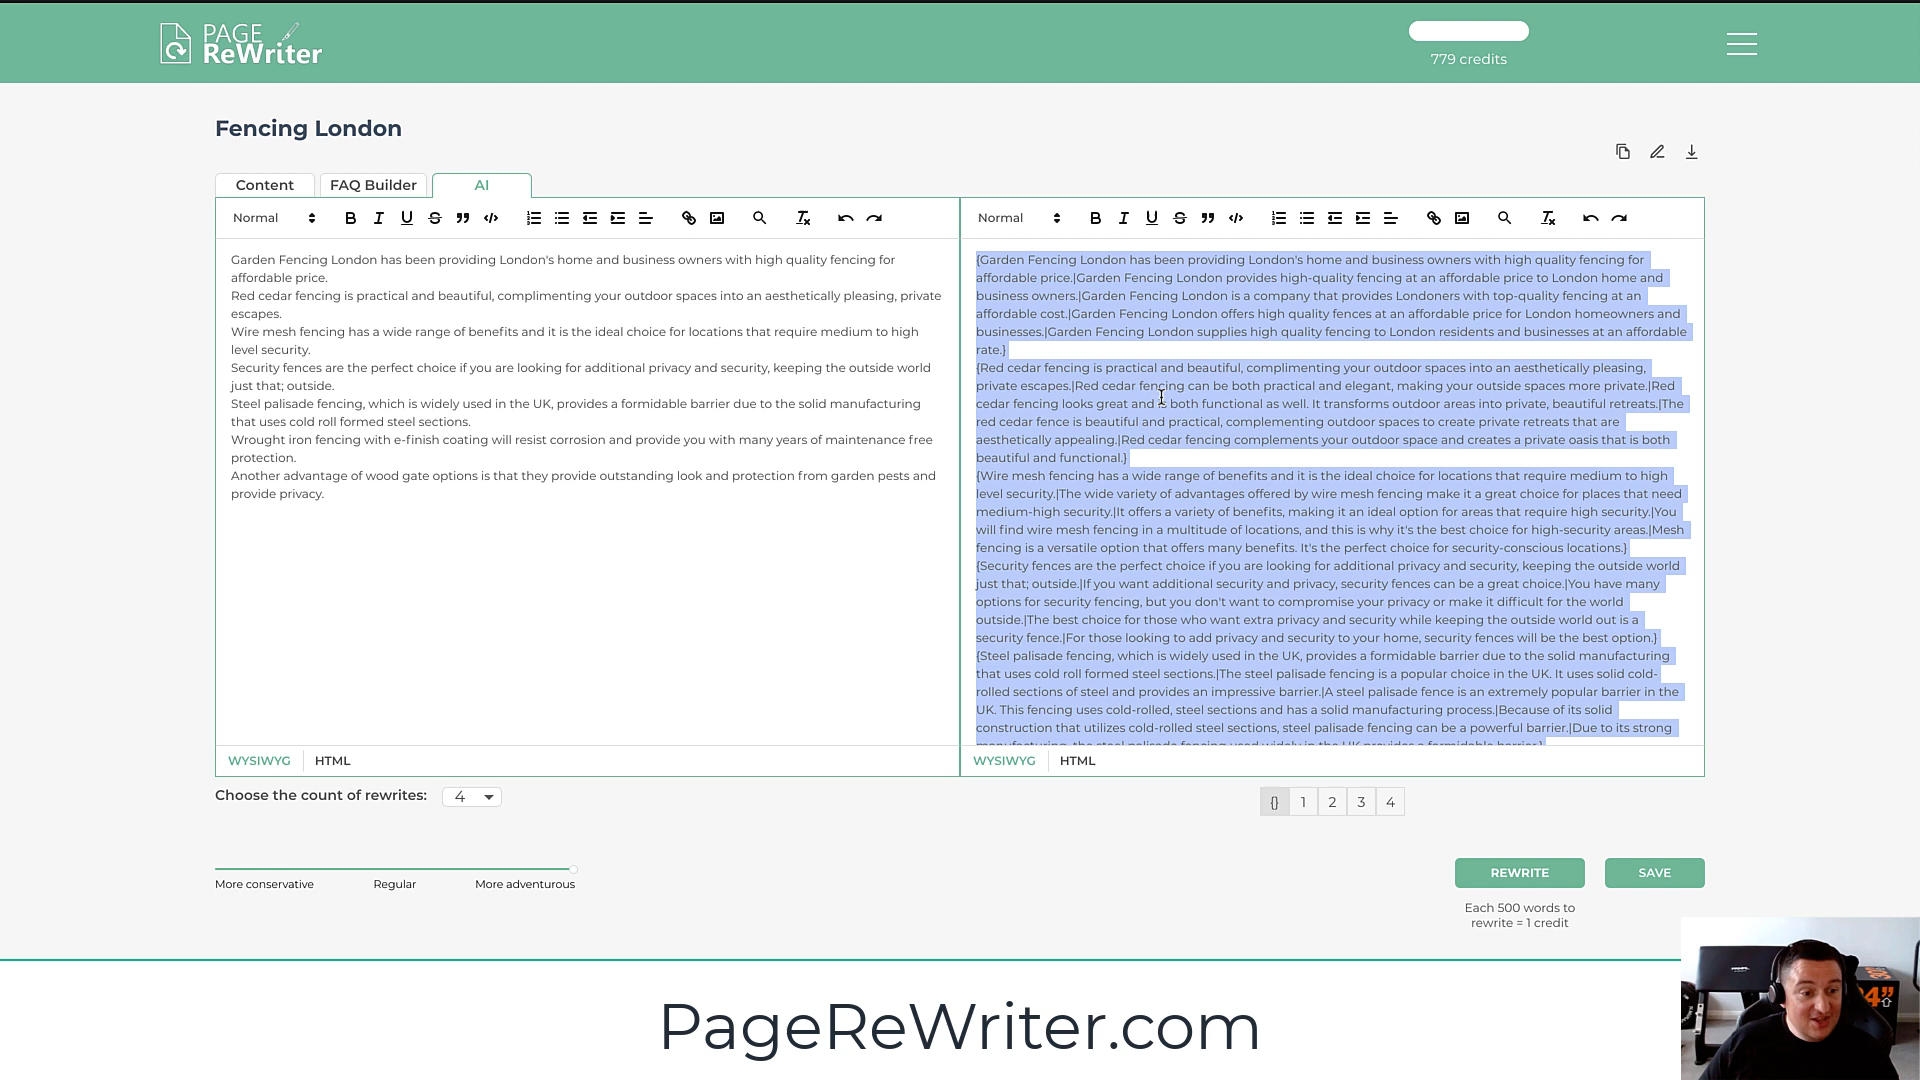 PAGE
ReWriter
779 credits
Fencing London
Content
FAQ Builder
AI
Normal
Normal
Garden Fencing London has been providing London's home and business owners with high quality fencing for
affordable price.
Red cedar fencing is practical and beautiful, complimenting your outdoor spaces into an aesthetically pleasing, private
escapes.
Wire mesh fencing has a wide range of benefits and it is the ideal choice for locations that require medium to high
level security.
Security fences are the perfect choice if you are looking for additional privacy and security, keeping the outside world
just that; outside.
Steel palisade fencing, which is widely used in the UK, provides a formidable barrier due to the solid manufacturing
that uses cold roll formed steel sections.
Wrought iron fencing with e-finish coating will resist corrosion and provide you with many years of maintenance free
protection.
Another advantage of wood gate options is that they provide outstanding look and protection from garden pests and
provide privacy.
{Garden Fencing London has been providing London's home and business owners with high quality fencing for
affordable price.|Garden Fencing London provides high-quality fencing at an affordable price to London home and
business owners.|Garden Fencing London is a company that provides Londoners with top-quality fencing at an
affordable cost.|Garden Fencing London offers high quality fences at an affordable price for London homeowners and
businesses.|Garden Fencing London supplies high quality fencing to London residents and businesses at an affordable
rate.}
{Red cedar fencing is practical and beautiful, complimenting your outdoor spaces into an aesthetically pleasing,
private escapes.|Red cedar fencing can be both practical and elegant, making your outside spaces more private.|Red
cedar fencing looks great and is both functional as well. It transforms outdoor areas into private, beautiful retreats.|The
red cedar fence is beautiful and practical, complementing outdoor spaces to create private retreats that are
aesthetically appealing.|Red cedar fencing complements your outdoor space and creates a private oasis that is both
beautiful and functional.}
{Wire mesh fencing has a wide range of benefits and it is the ideal choice for locations that require medium to high
level security.|The wide variety of advantages offered by wire mesh fencing make it a great choice for places that need
medium-high security.|It offers a variety of benefits, making it an ideal option for areas that require high security.|You
will find wire mesh fencing in a multitude of locations, and this is why it's the best choice for high-security areas.|Mesh
fencing is a versatile option that offers many benefits. It's the perfect choice for security-conscious locations.}
{Security fences are the perfect choice if you are looking for additional privacy and security, keeping the outside world
just that; outside.|If you want additional security and privacy, security fences can be a great choice.|You have many
options for security fencing, but you don't want to compromise your privacy or make it difficult for the world
outside.|The best choice for those who want extra privacy and security while keeping the outside world out is a
security fence.|For those looking to add privacy and security to your home, security fences will be the best option.}
{Steel palisade fencing, which is widely used in the UK, provides a formidable barrier due to the solid manufacturing
that uses cold roll formed steel sections.|The steel palisade fencing is a popular choice in the UK. It uses solid cold-
rolled sections of steel and provides an impressive barrier.|A steel palisade fence is an extremely popular barrier in the
UK. This fencing uses cold-rolled, steel sections and has a solid manufacturing process.|Because of its solid
construction that utilizes cold-rolled steel sections, steel palisade fencing can be a powerful barrier.|Due to its strong
manufacturing, the steel palisade fencing used widely in the UK provides a formidable barrier.}
WYSIWYG
HTML
WYSIWYG
HTML
Choose the count of rewrites:
4
{} 1 2 3 4
More conservative
Regular
More adventurous
REWRITE
SAVE
Each 500 words to
rewrite = 1 credit
PageReWriter.com